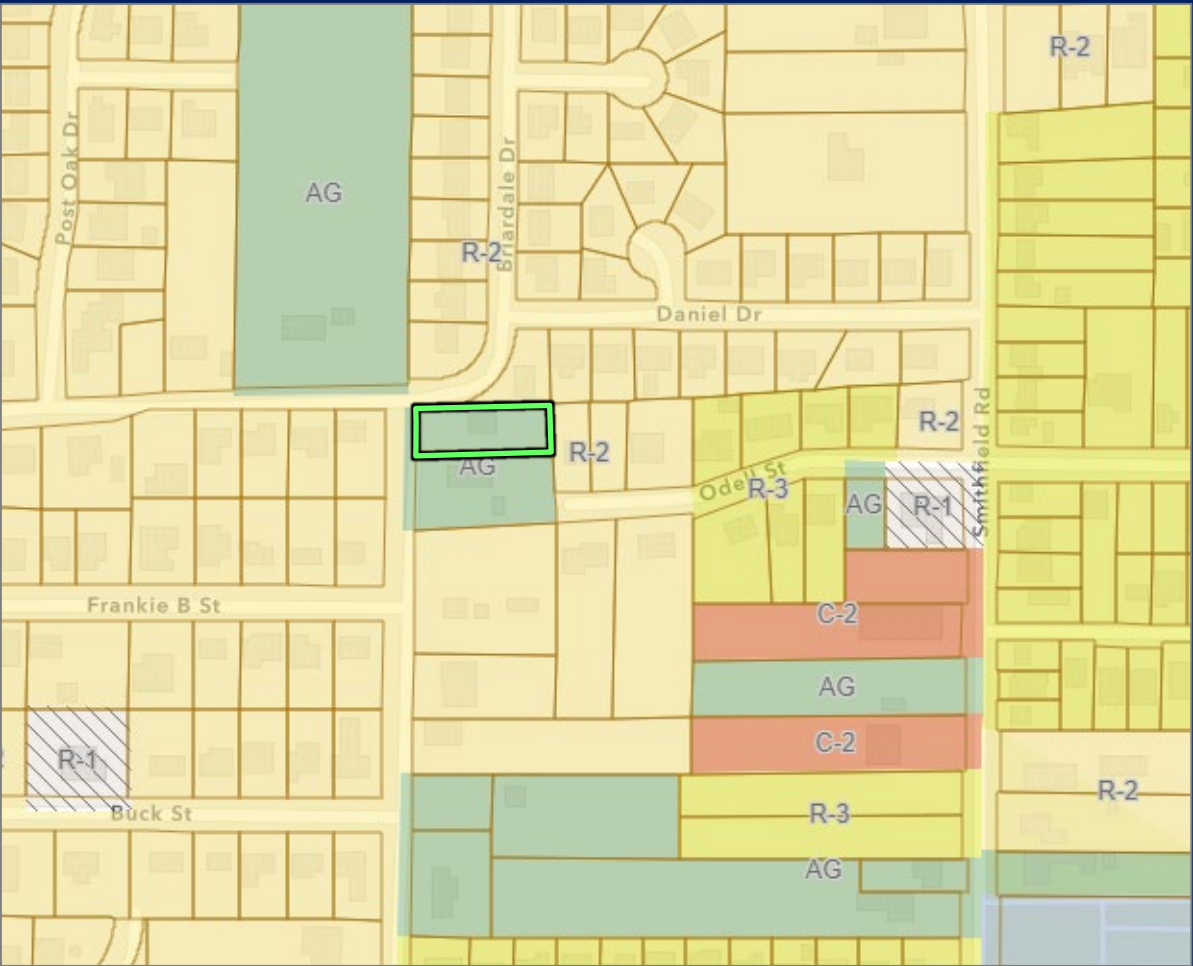 R-2
Post Oak Dr
AG
Briardale Dr
R-2
Daniel Dr
R-2
Smithfield Rd
R-2
AG
Odell St
R-3
AG
R-1
Frankie B St
C-2
AG
C-2
R-1
R-2
Buck St
R-3
AG